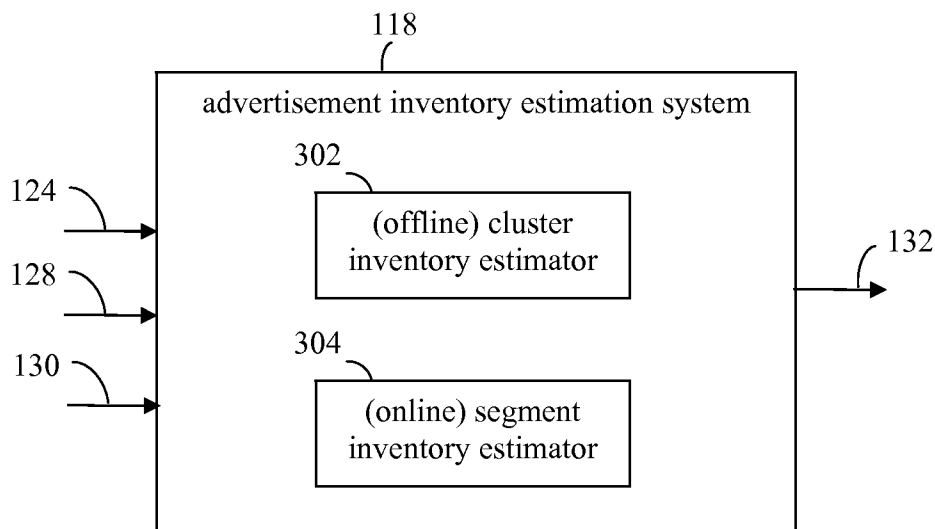 118
advertisement inventory estimation system
302
124
(offline) cluster
inventory estimator
132
128
304
130
(online) segment
inventory estimator